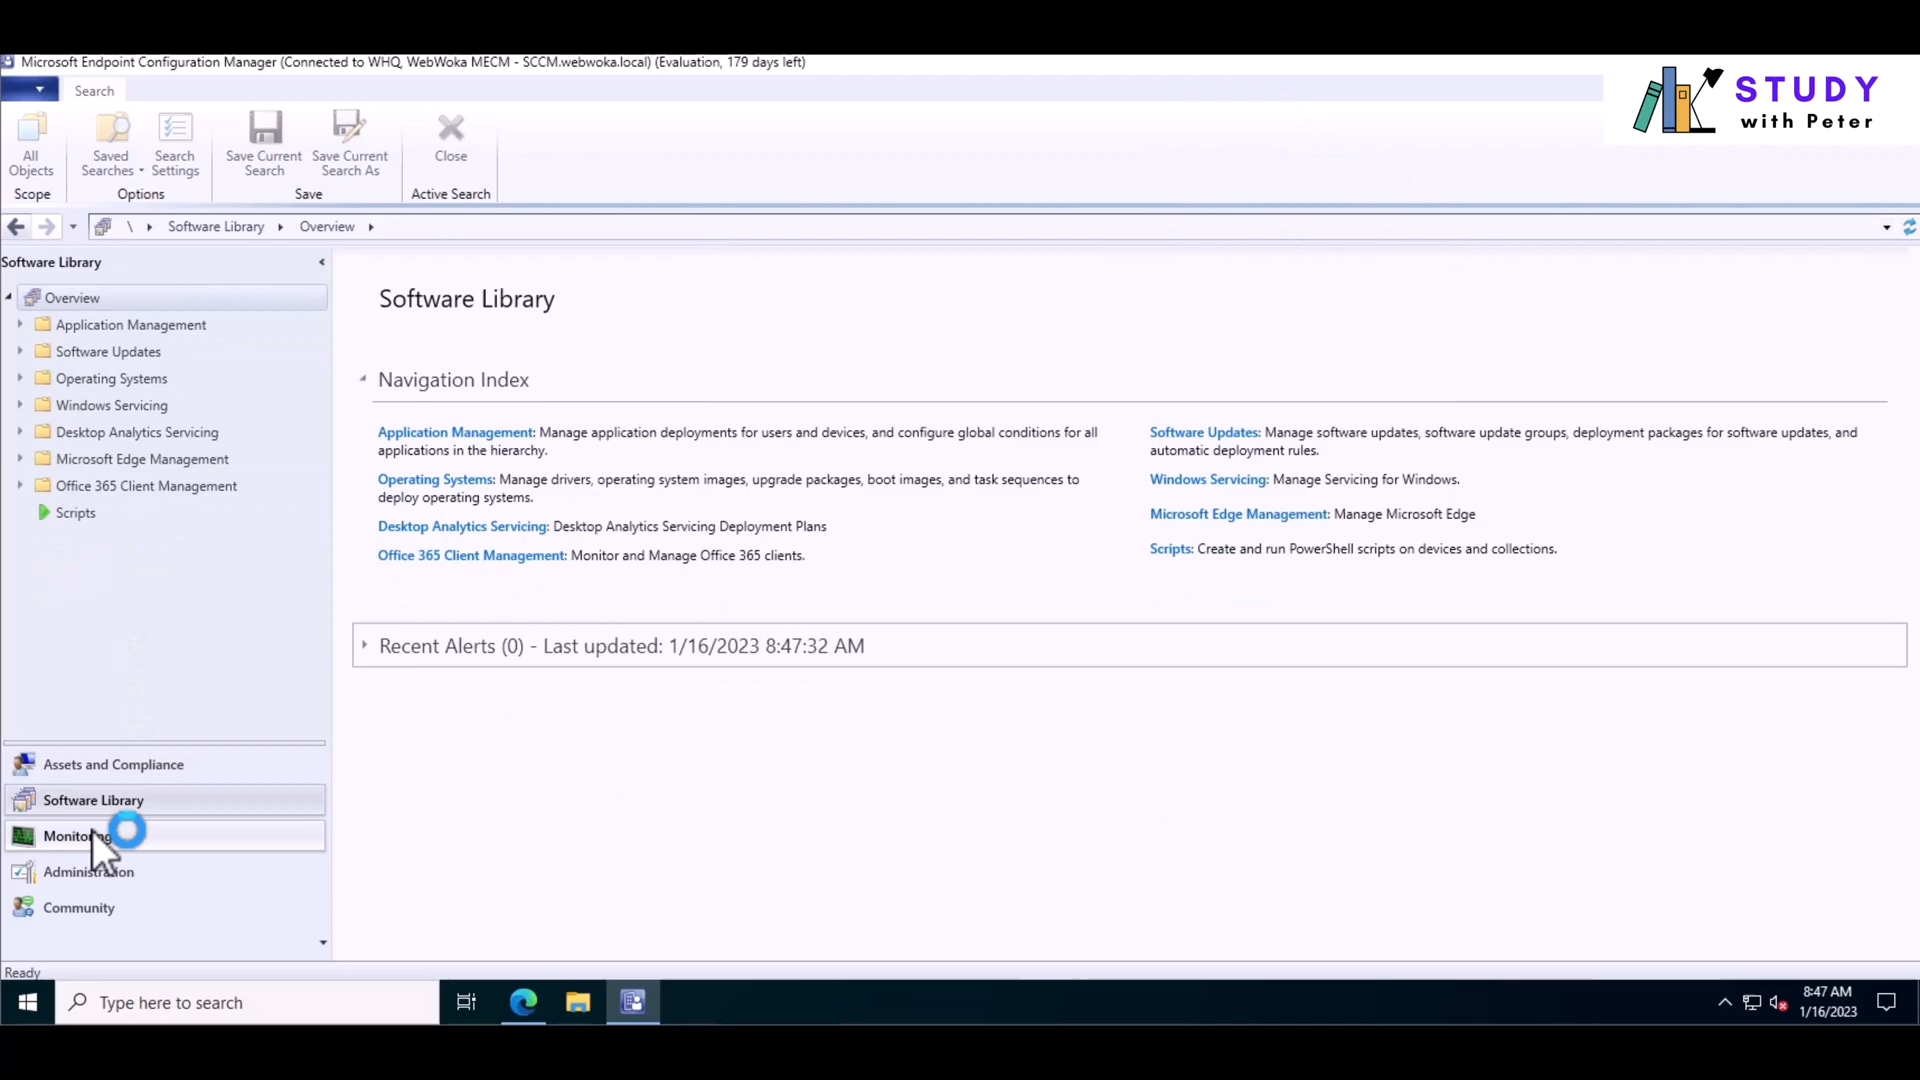 Microsoft Endpoint Configuration Manager (Connected to WHQ, WebWoka MECM - SCCM.webwoka.local) (Evaluation, 179 days left)
STUDY
with Peter
Search
All
Objects
Saved
Searches
Search
Settings
Save Current
Search
Save Current
Search As
Close
Scope
Options
Save
Active Search
\
Software Library
Overview
Software Library
Overview
Application Management
Software Updates
Operating Systems
Windows Servicing
Desktop Analytics Servicing
Microsoft Edge Management
Office 365 Client Management
Scripts
Software Library
Navigation Index
Application Management: Manage application deployments for users and devices, and configure global conditions for all
applications in the hierarchy.
Operating Systems: Manage drivers, operating system images, upgrade packages, boot images, and task sequences to
deploy operating systems.
Desktop Analytics Servicing: Desktop Analytics Servicing Deployment Plans
Office 365 Client Management: Monitor and Manage Office 365 clients.
Software Updates: Manage software updates, software update groups, deployment packages for software updates, and
automatic deployment rules.
Windows Servicing: Manage Servicing for Windows.
Microsoft Edge Management: Manage Microsoft Edge
Scripts: Create and run PowerShell scripts on devices and collections.
Recent Alerts (0) - Last updated: 1/16/2023 8:47:32 AM
Assets and Compliance
Software Library
Monitoring
Administration
Community
Ready
Type here to search
8:47 AM
1/16/2023